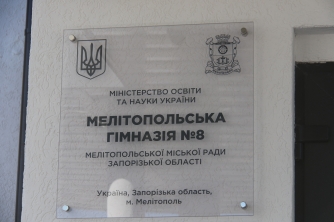 МІНІСТЕРСТВО ОСВІТИ
ТА НАУКИ УКРАЇНИ
МЕЛІТОПОЛЬСЬКА
ГІМНАЗІЯ №8
МЕЛІТОПОЛЬСЬКОЇ МІСЬКОЇ РАДИ
ЗАПОРІЗЬКОЇ ОБЛАСТІ
Україна, Запорізька область,
м. Мелітополь